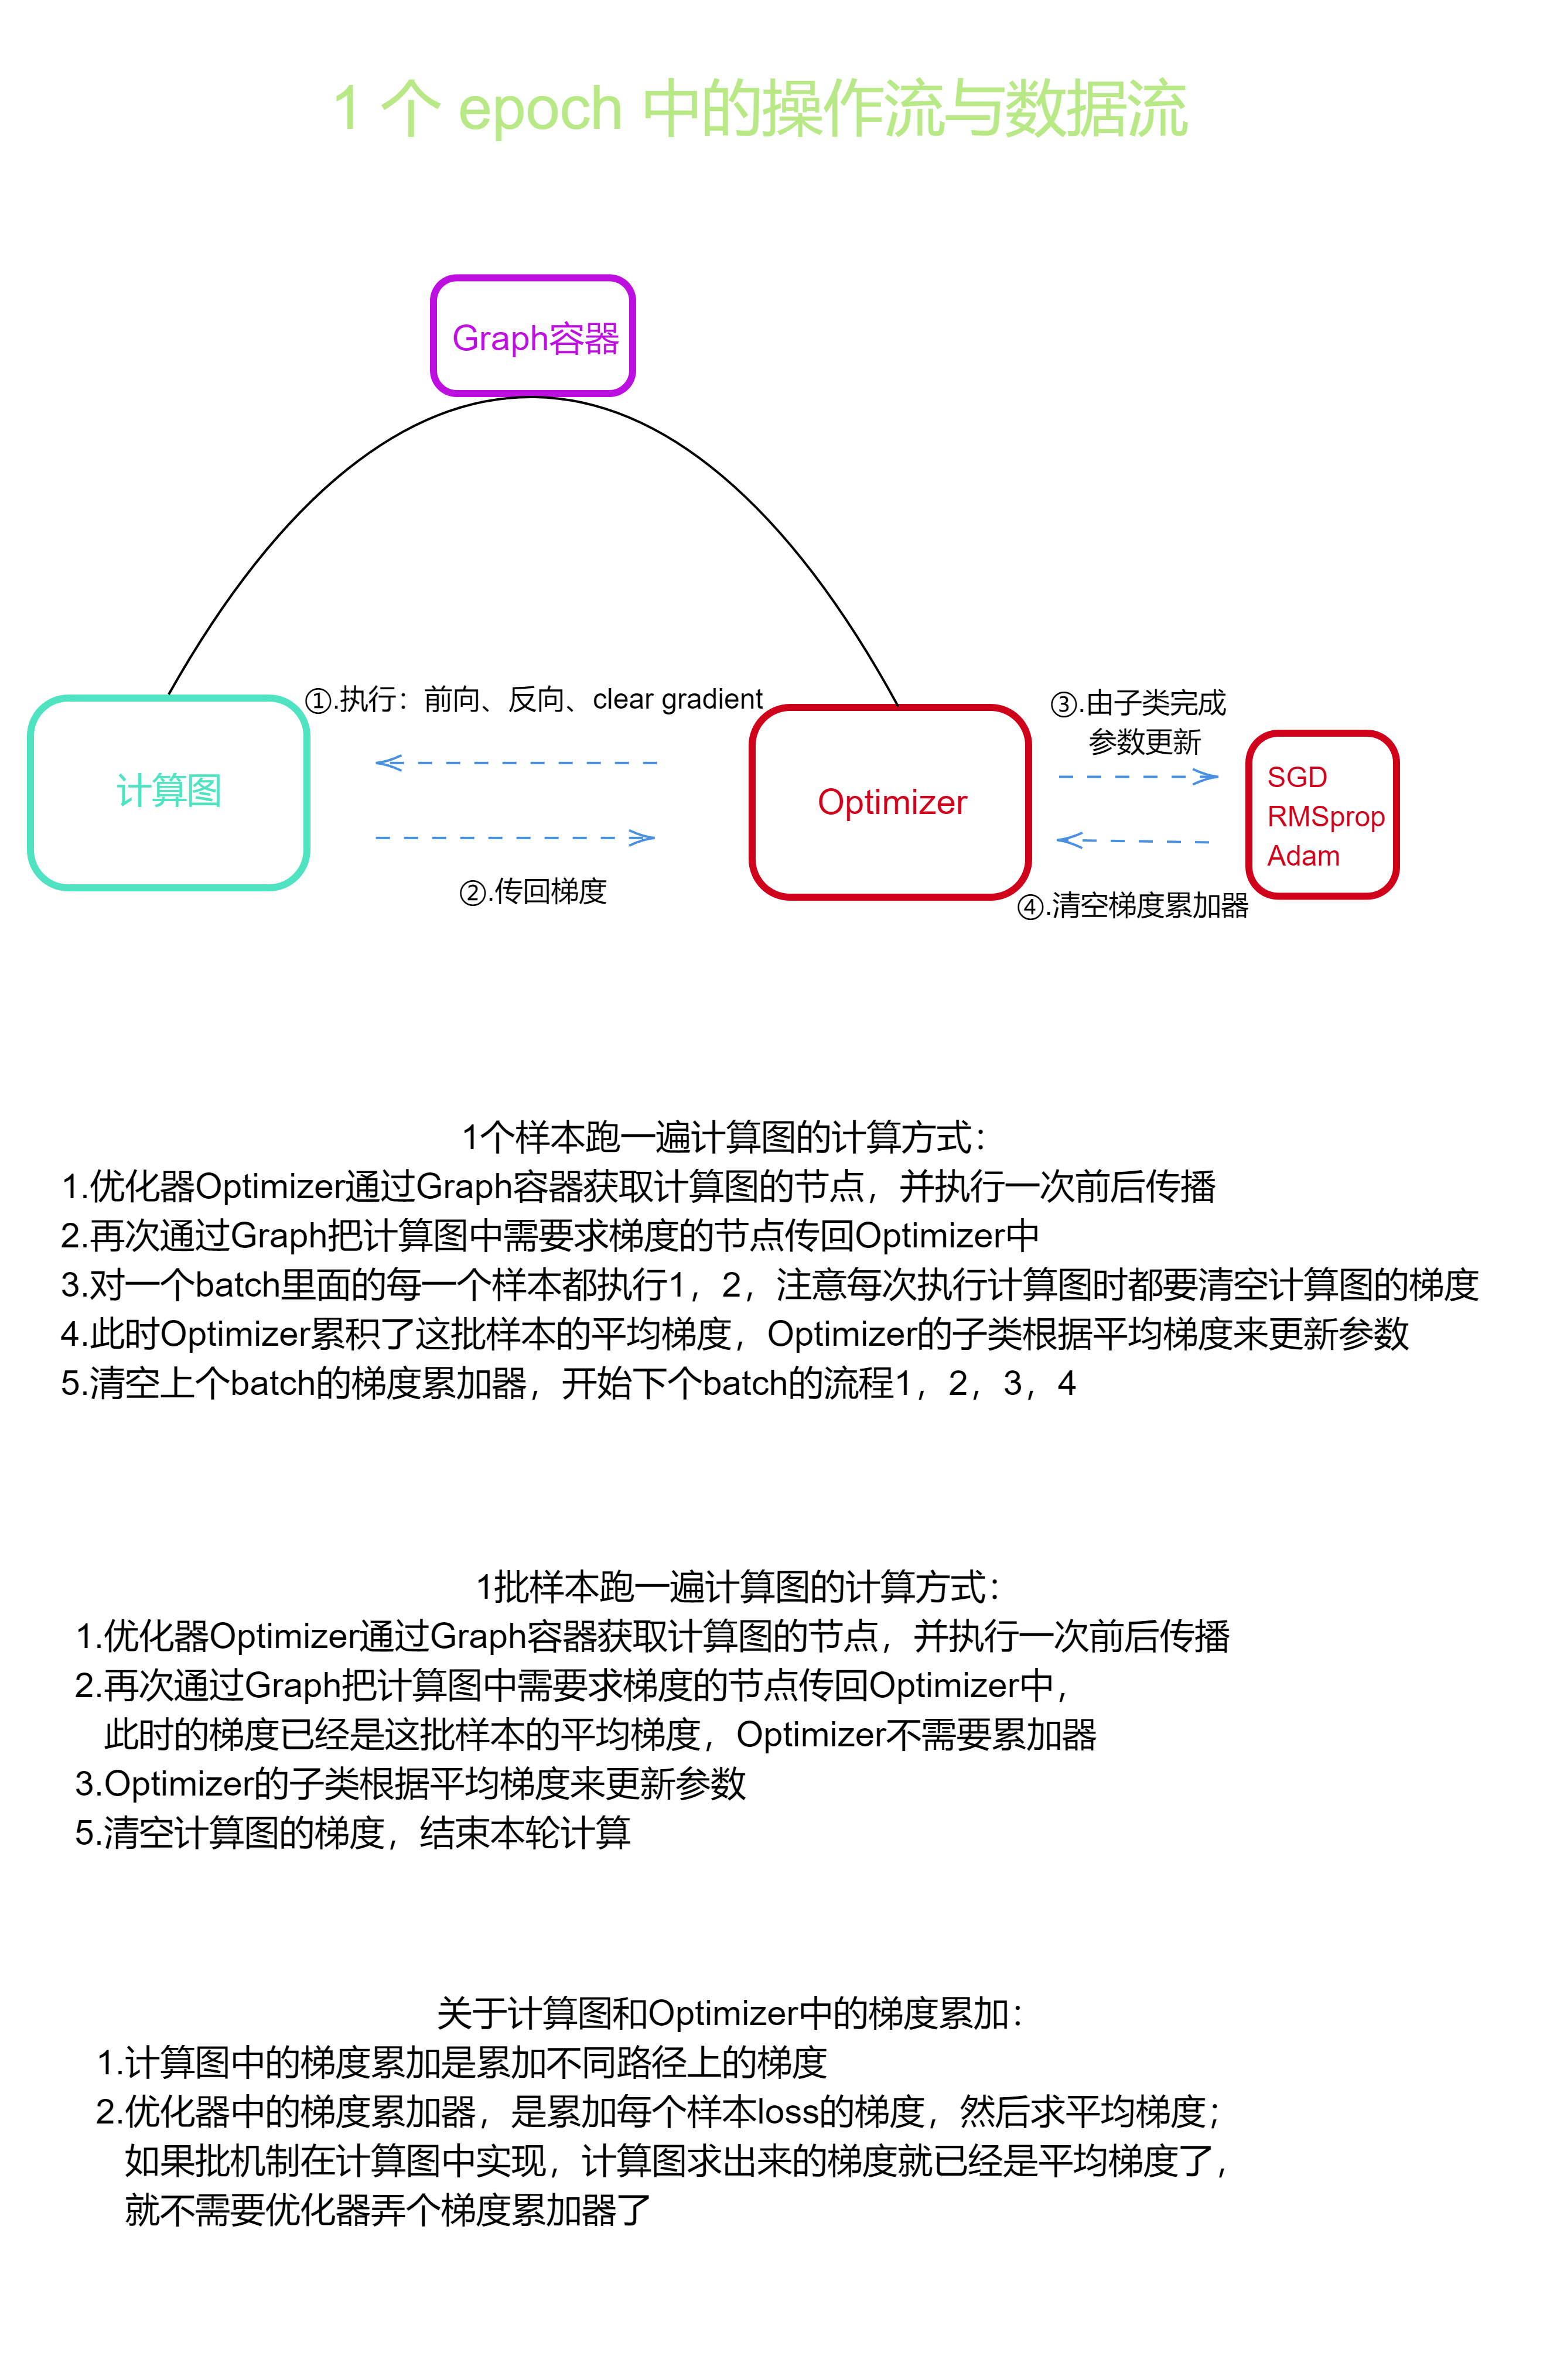 1 个 epoch 中的操作流与数据流
Graph容器
①.执行：前向、反向、clear gradient
③.由子类完成
参数更新
计算图
Optimizer
SGD
RMSprop
Adam
②.传回梯度
④.清空梯度累加器
1个样本跑一遍计算图的计算方式：
1.优化器Optimizer通过Graph容器获取计算图的节点，并执行一次前后传播
2.再次通过Graph把计算图中需要求梯度的节点传回Optimizer中
3.对一个batch里面的每一个样本都执行1，2，注意每次执行计算图时都要清空计算图的梯度
4.此时Optimizer累积了这批样本的平均梯度，Optimizer的子类根据平均梯度来更新参数
5.清空上个batch的梯度累加器，开始下个batch的流程1，2，3，4
1批样本跑一遍计算图的计算方式：
1.优化器Optimizer通过Graph容器获取计算图的节点，并执行一次前后传播
2.再次通过Graph把计算图中需要求梯度的节点传回Optimizer中，
此时的梯度已经是这批样本的平均梯度，Optimizer不需要累加器
3.Optimizer的子类根据平均梯度来更新参数
5.清空计算图的梯度，结束本轮计算
关于计算图和Optimizer中的梯度累加：
1.计算图中的梯度累加是累加不同路径上的梯度
2.优化器中的梯度累加器，是累加每个样本loss的梯度，然后求平均梯度；
如果批机制在计算图中实现，计算图求出来的梯度就已经是平均梯度了，
就不需要优化器弄个梯度累加器了